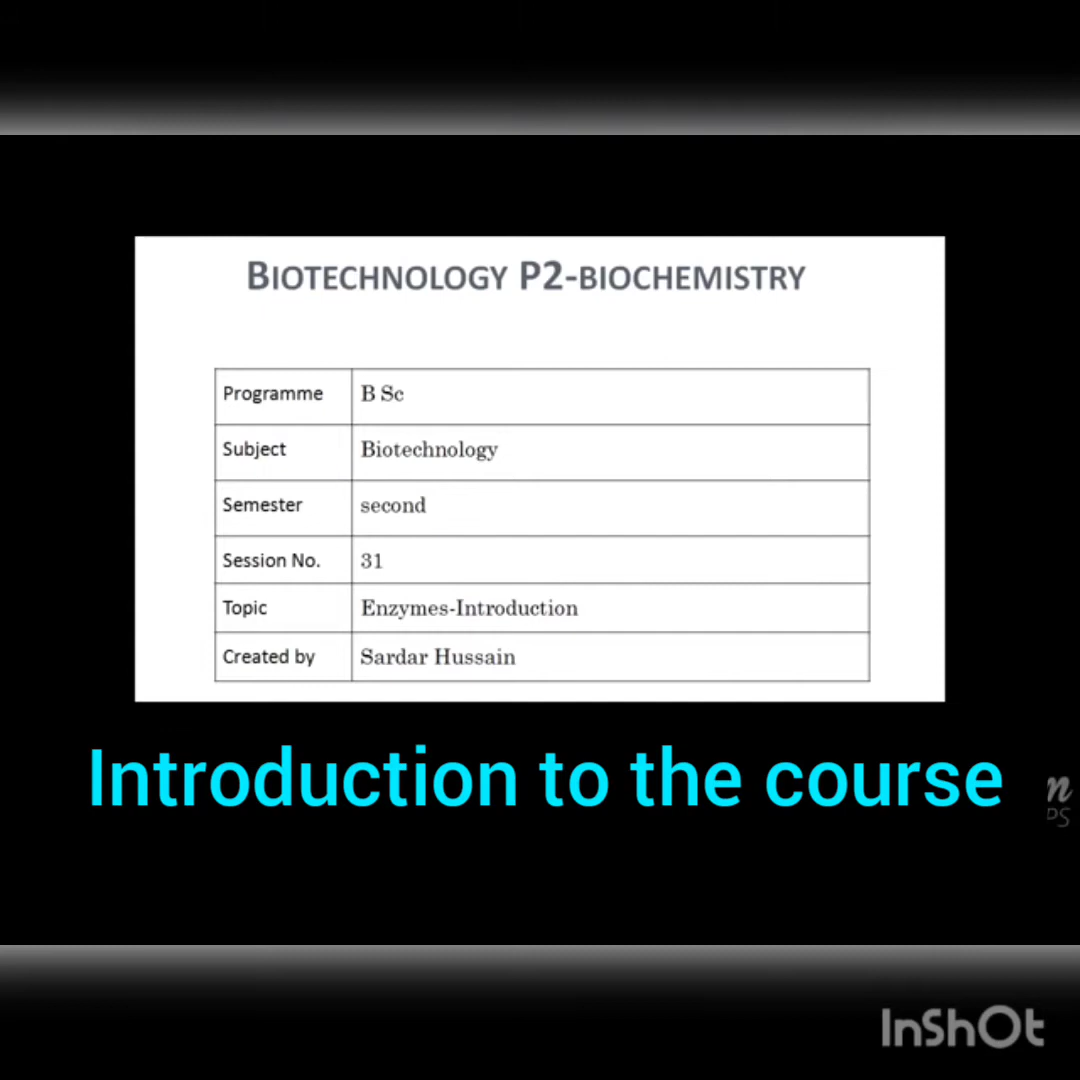 BIOTECHNOLOGY P2-BIOCHEMISTRY
Programme B Sc
Subject Biotechnology
Semester second
Session No. 31
Topic Enzymes-Introduction
Created by Sardar Hussain
Introduction to the course
n
PS
InShOt